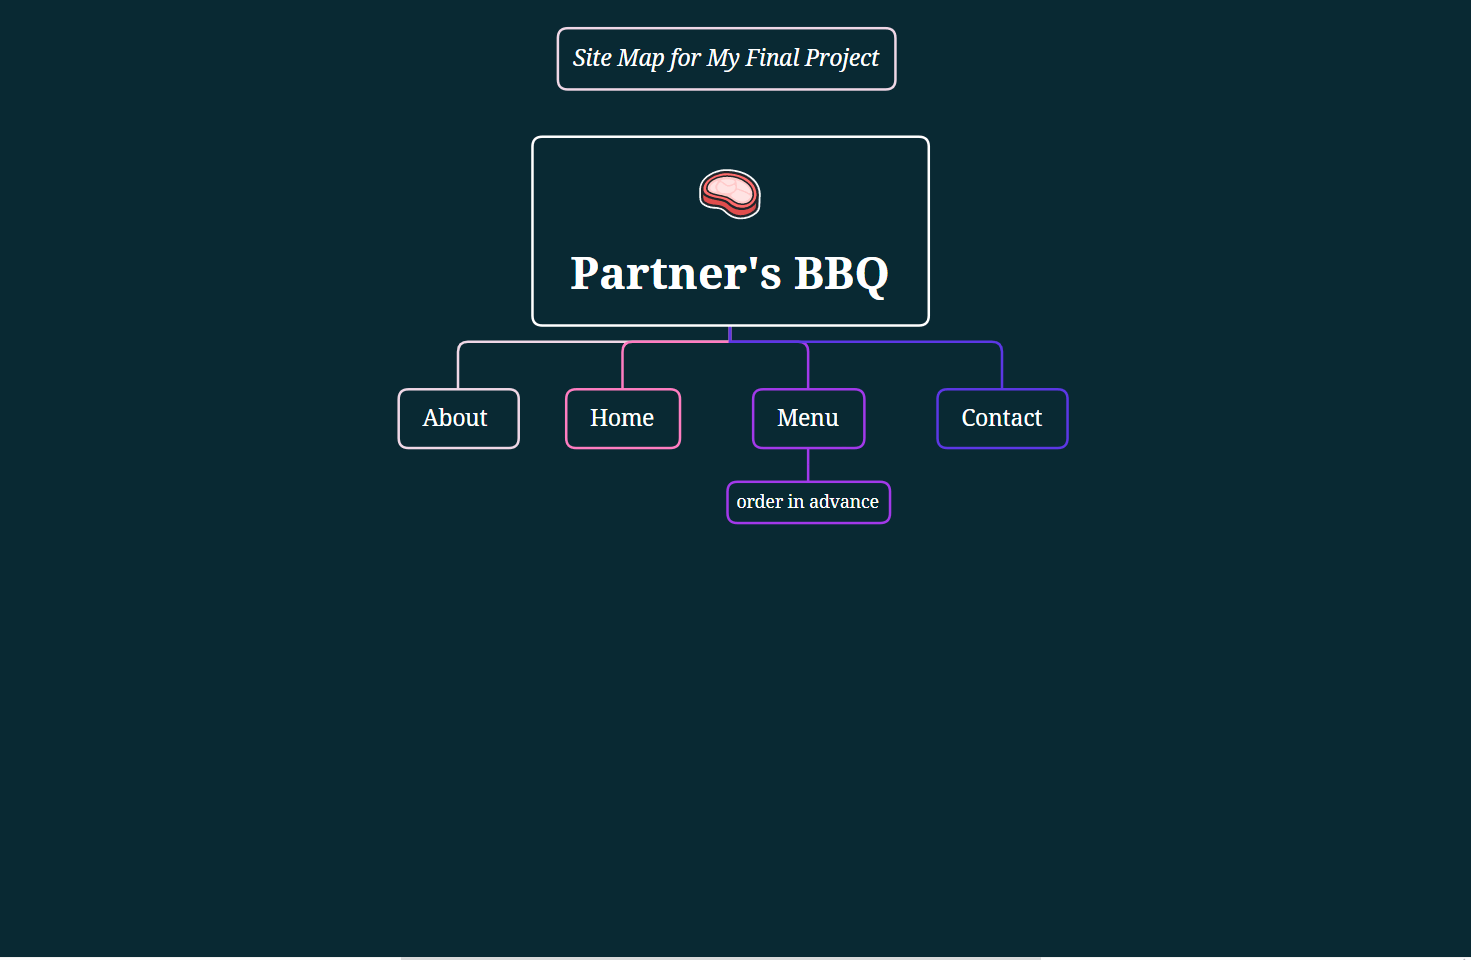 Site Map for My Final Project
Partner's BBQ
About
Home
Menu
Contact
order in advance